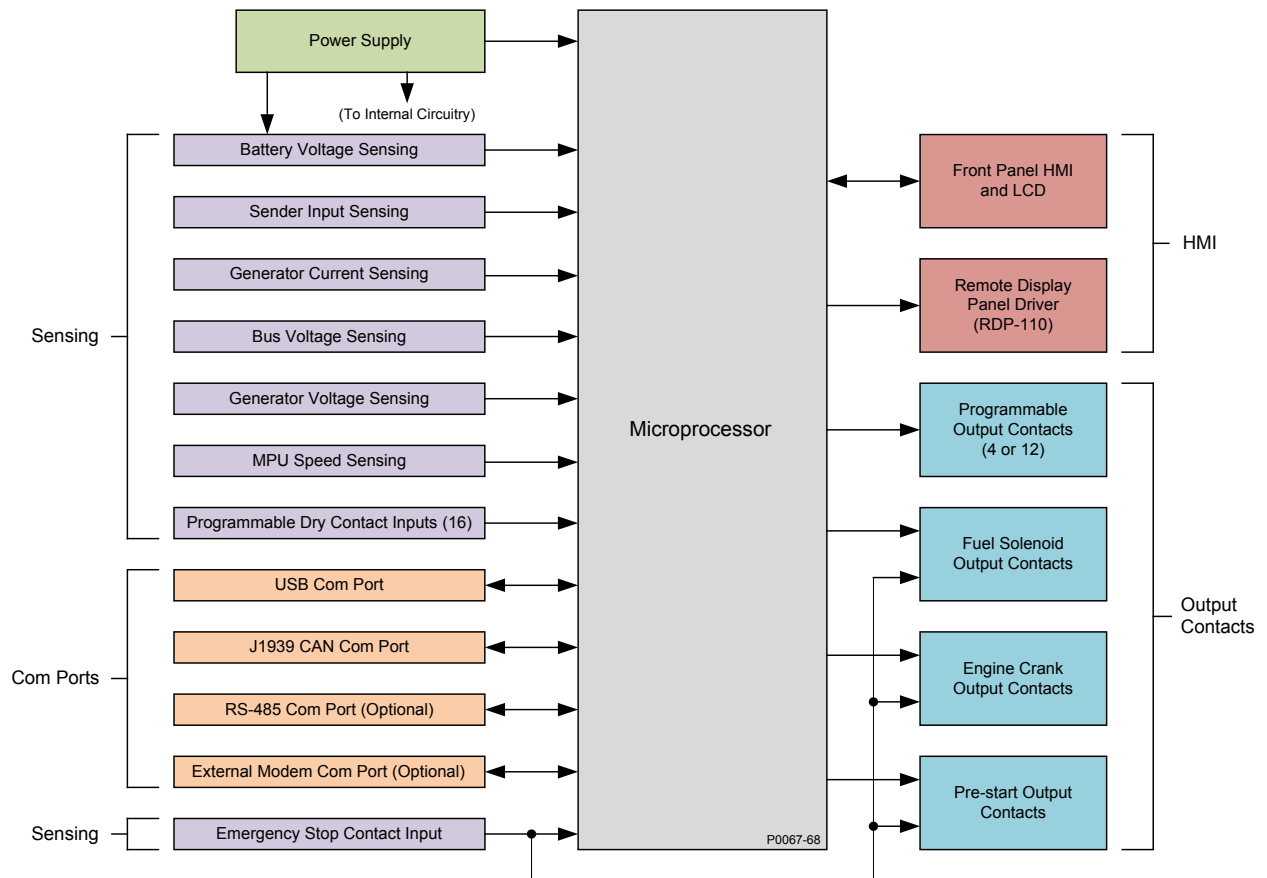 Power Supply
(To Internal Circuitry)
Sensing
Battery Voltage Sensing
Sender Input Sensing
Generator Current Sensing
Bus Voltage Sensing
Generator Voltage Sensing
MPU Speed Sensing
Programmable Dry Contact Inputs (16)
Com Ports
USB Com Port
J1939 CAN Com Port
RS-485 Com Port (Optional)
External Modem Com Port (Optional)
Sensing
Emergency Stop Contact Input
Microprocessor
P0067-68
Front Panel HMI
and LCD
Remote Display
Panel Driver
(RDP-110)
HMI
Programmable
Output Contacts
(4 or 12)
Fuel Solenoid
Output Contacts
Engine Crank
Output Contacts
Pre-start Output
Contacts
Output
Contacts